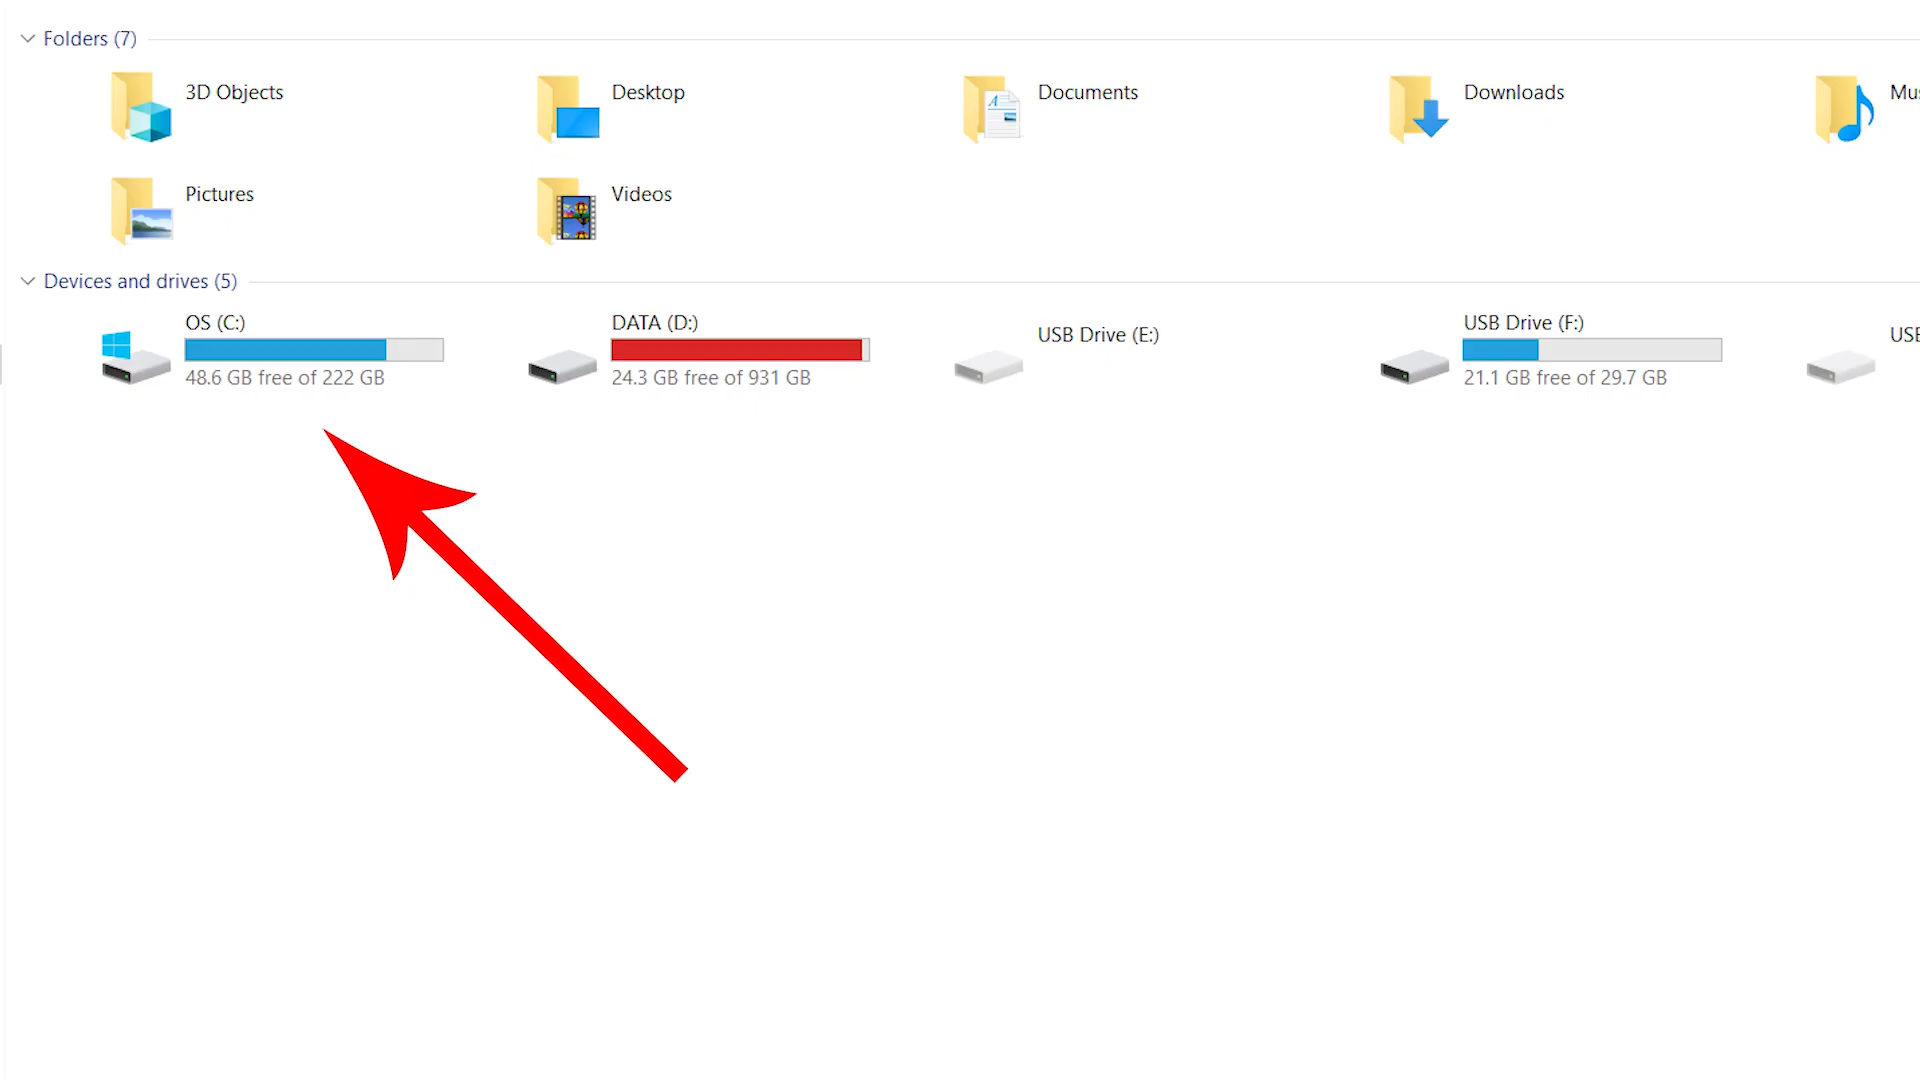 Folders (7)
3D Objects
Desktop
Documents
Downloads
Pictures
Videos
Devices and drives (5)
OS (C:)
48.6 GB free of 222 GB
DATA (D:)
24.3 GB free of 931 GB
USB Drive (E:)
USB Drive (F:)
21.1 GB free of 29.7 GB